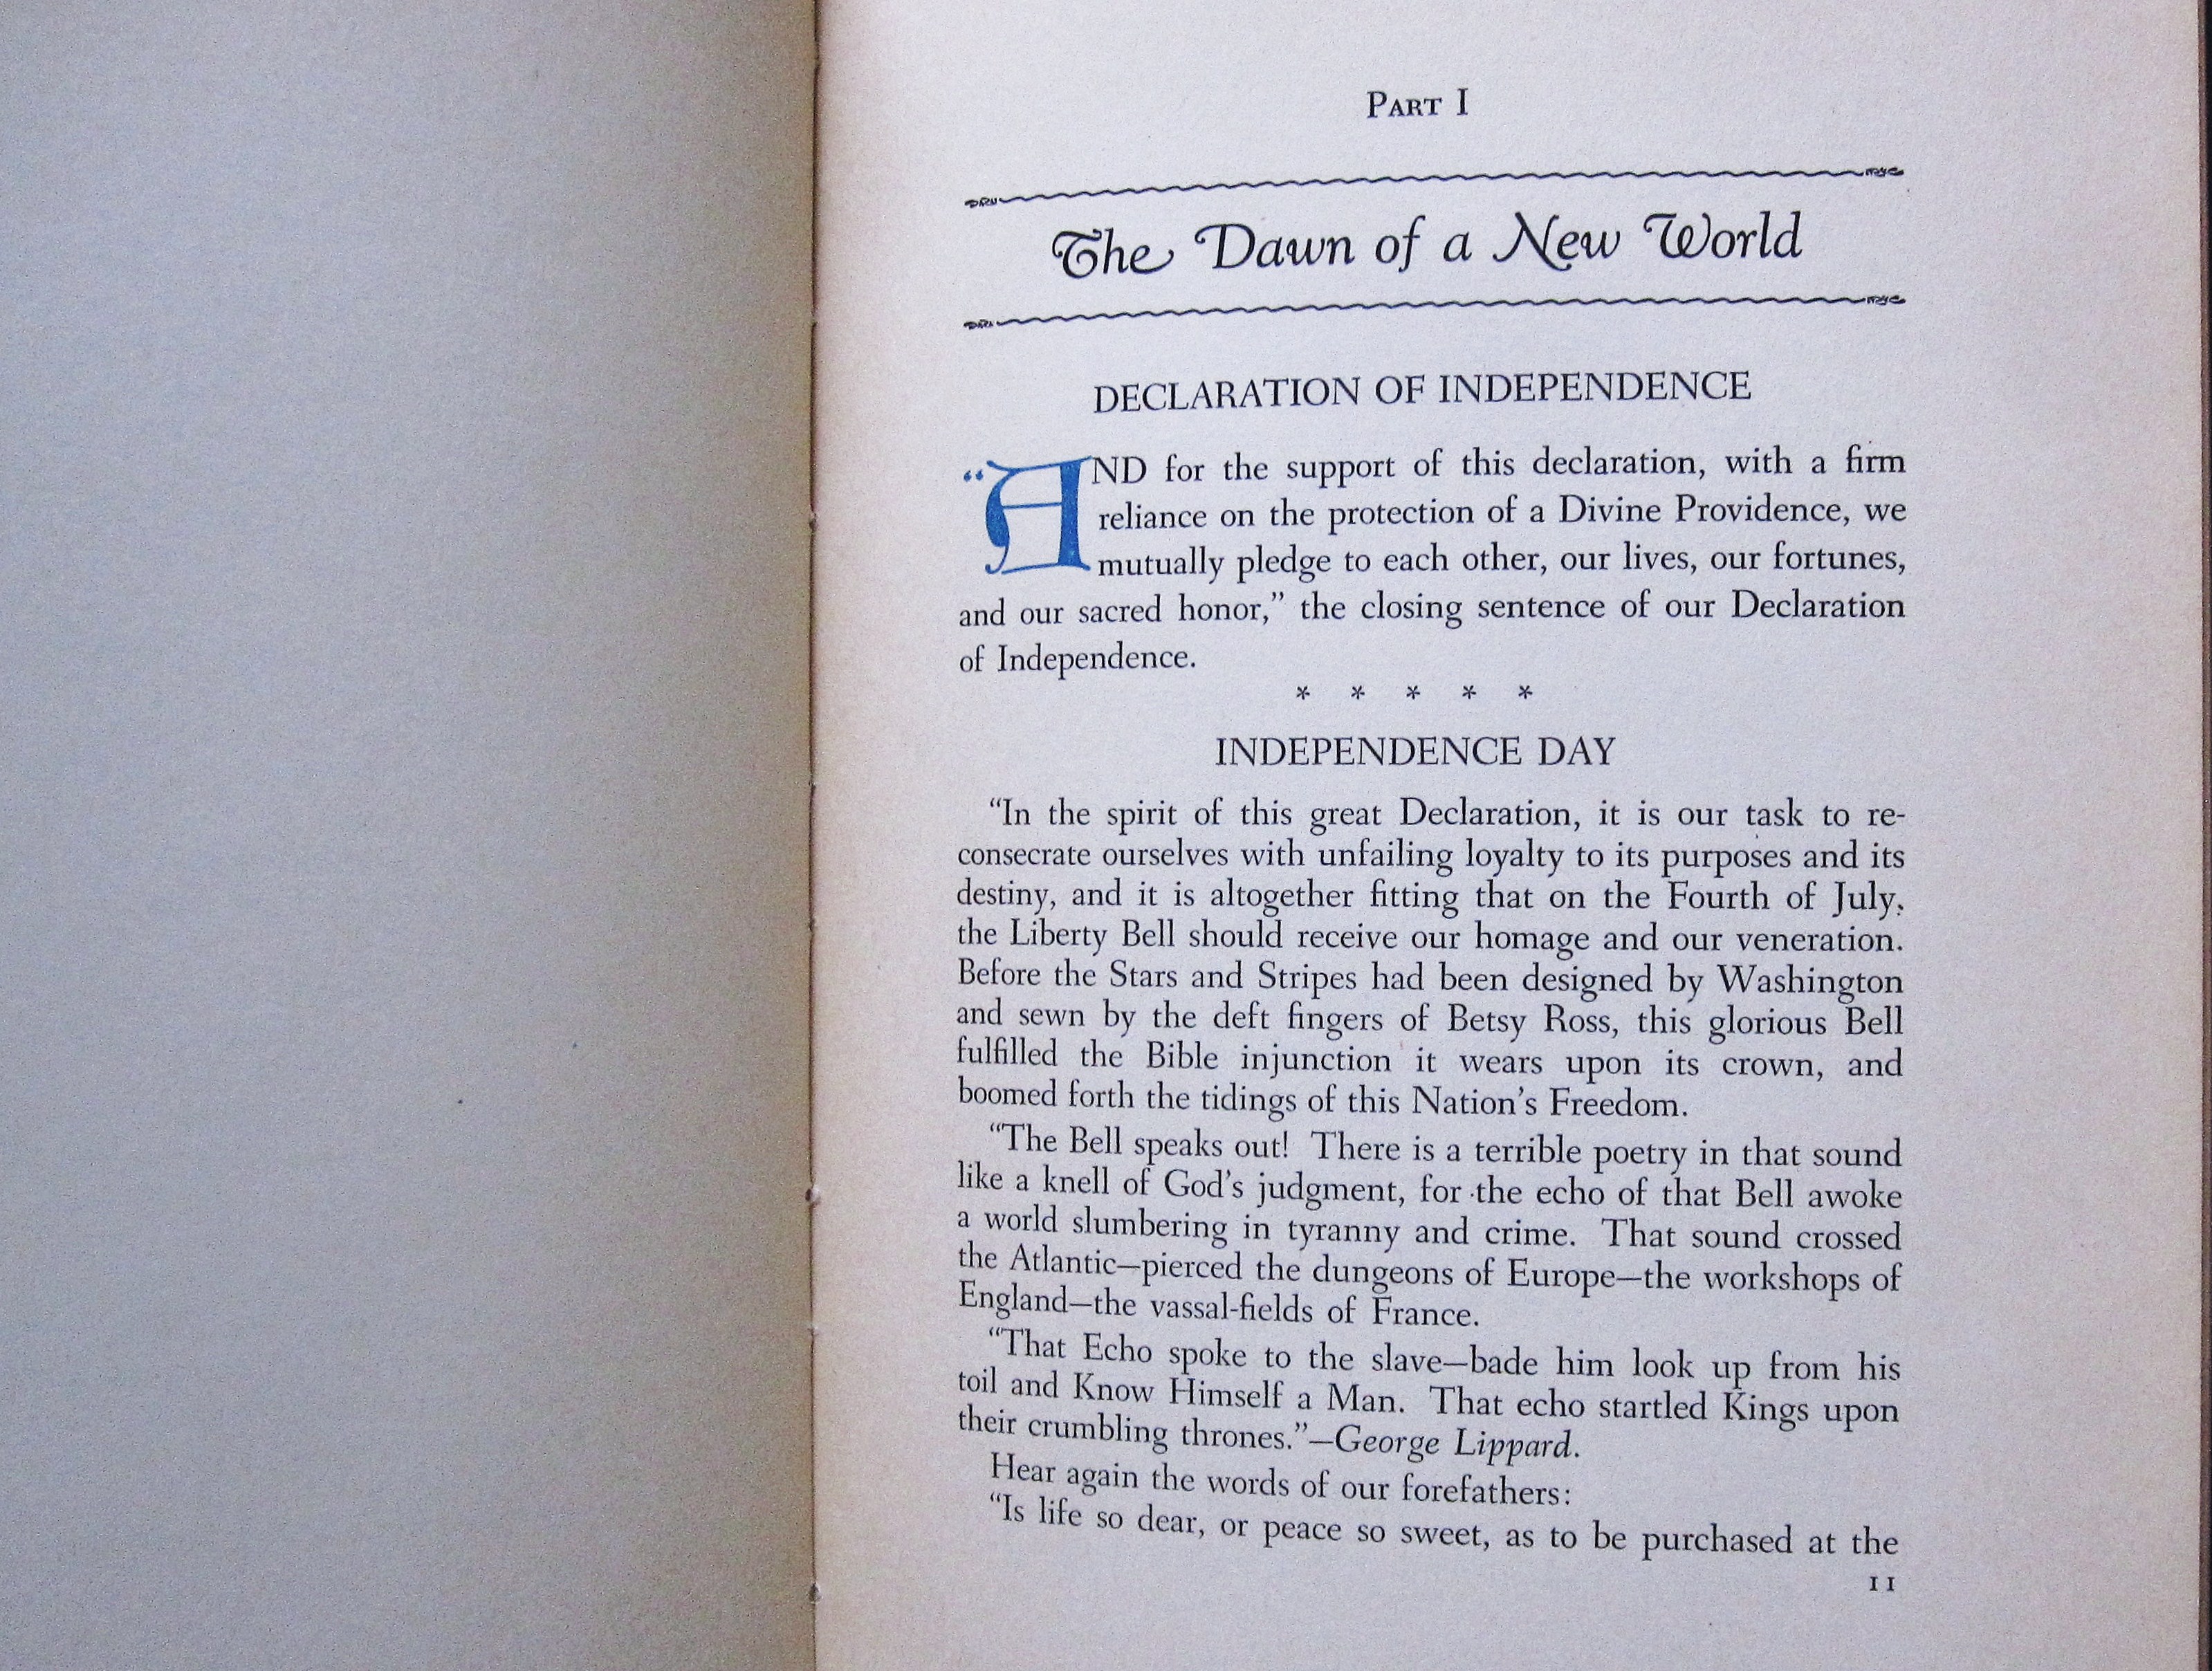 PART I
The Dawn of a New World
DECLARATION OF INDEPENDENCE
“AND for the support of this declaration, with a firm
reliance on the protection of a Divine Providence, we
mutually pledge to each other, our lives, our fortunes,
and our sacred honor,” the closing sentence of our Declaration
of Independence.
* * * * *
INDEPENDENCE DAY
“In the spirit of this great Declaration, it is our task to re-
consecrate ourselves with unfailing loyalty to its purposes and its
destiny, and it is altogether fitting that on the Fourth of July,
the Liberty Bell should receive our homage and our veneration.
Before the Stars and Stripes had been designed by Washington
and sewn by the deft fingers of Betsy Ross, this glorious Bell
fulfilled the Bible injunction it wears upon its crown, and
boomed forth the tidings of this Nation’s Freedom.
“The Bell speaks out! There is a terrible poetry in that sound
like a knell of God’s judgment, for the echo of that Bell awoke
a world slumbering in tyranny and crime. That sound crossed
the Atlantic—pierced the dungeons of Europe—the workshops of
England—the vassal-fields of France.
“That Echo spoke to the slave—bade him look up from his
toil and Know Himself a Man. That echo startled Kings upon
their crumbling thrones.”—George Lippard.
Hear again the words of our forefathers:
“Is life so dear, or peace so sweet, as to be purchased at the
11